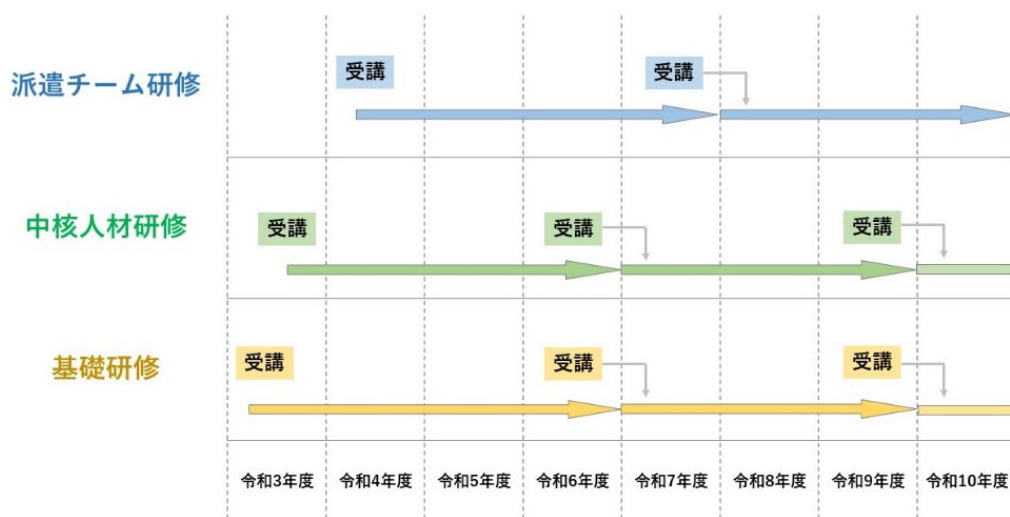 派遣チーム研修
受講
受講
中核人材研修
受講
受講
受講
基礎研修
受講
受講
受講
令和3年度
令和4年度
令和5年度
令和6年度
令和7年度
令和8年度
令和9年度
令和10年度